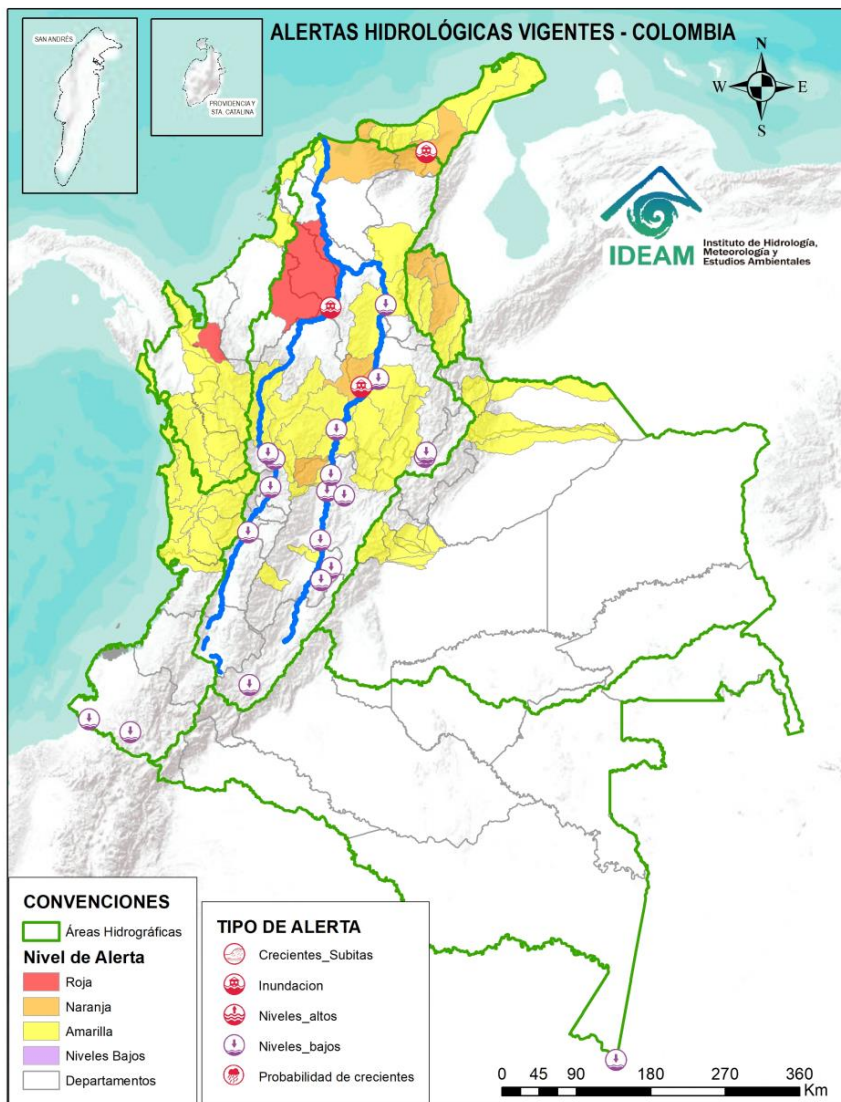 ALERTAS HIDROLÓGICAS VIGENTES - COLOMBIA
SAN ANDRÉS
PROVIDENCIA Y
STA. CATALINA
N
W
E
S
IDEAM
Instituto de Hidrología,
Meteorología y
Estudios Ambientales
CONVENCIONES
Áreas Hidrográficas
Nivel de Alerta
Roja
Naranja
Amarilla
Niveles Bajos
Departamentos
TIPO DE ALERTA
Crecientes_Subitas
Inundacion
Niveles_altos
Niveles_bajos
Probabilidad de crecientes
0 45 90 180 270 360
Km